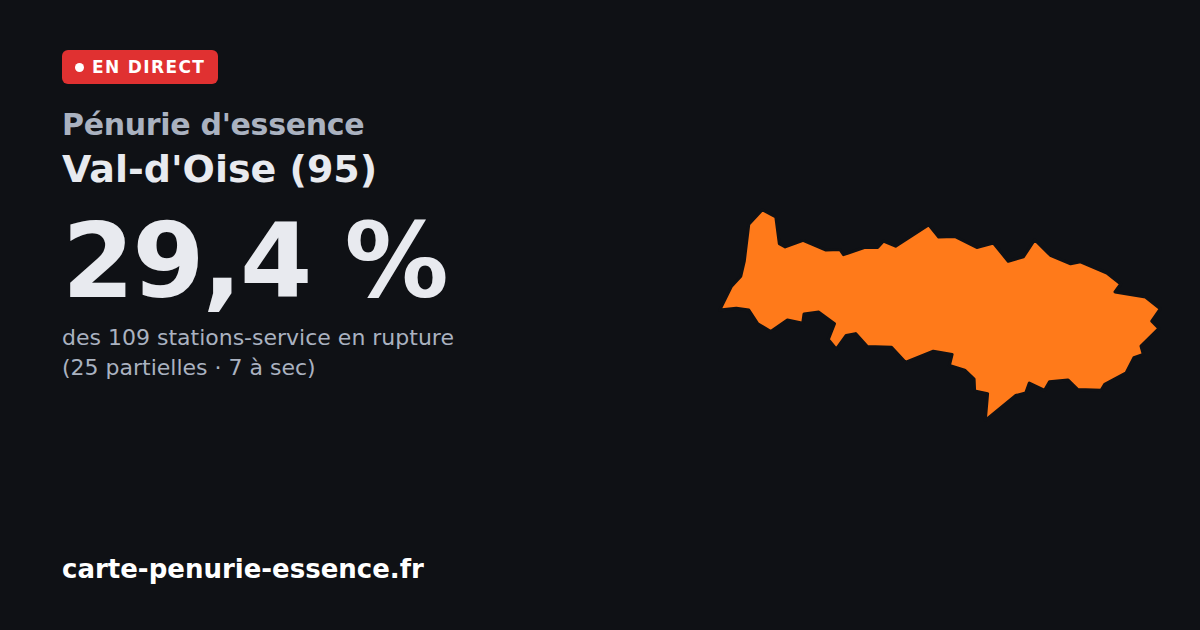 EN DIRECT
Pénurie d'essence
Val-d'Oise (95)
29,4 %
des 109 stations-service en rupture
(25 partielles · 7 à sec)
carte-penurie-essence.fr